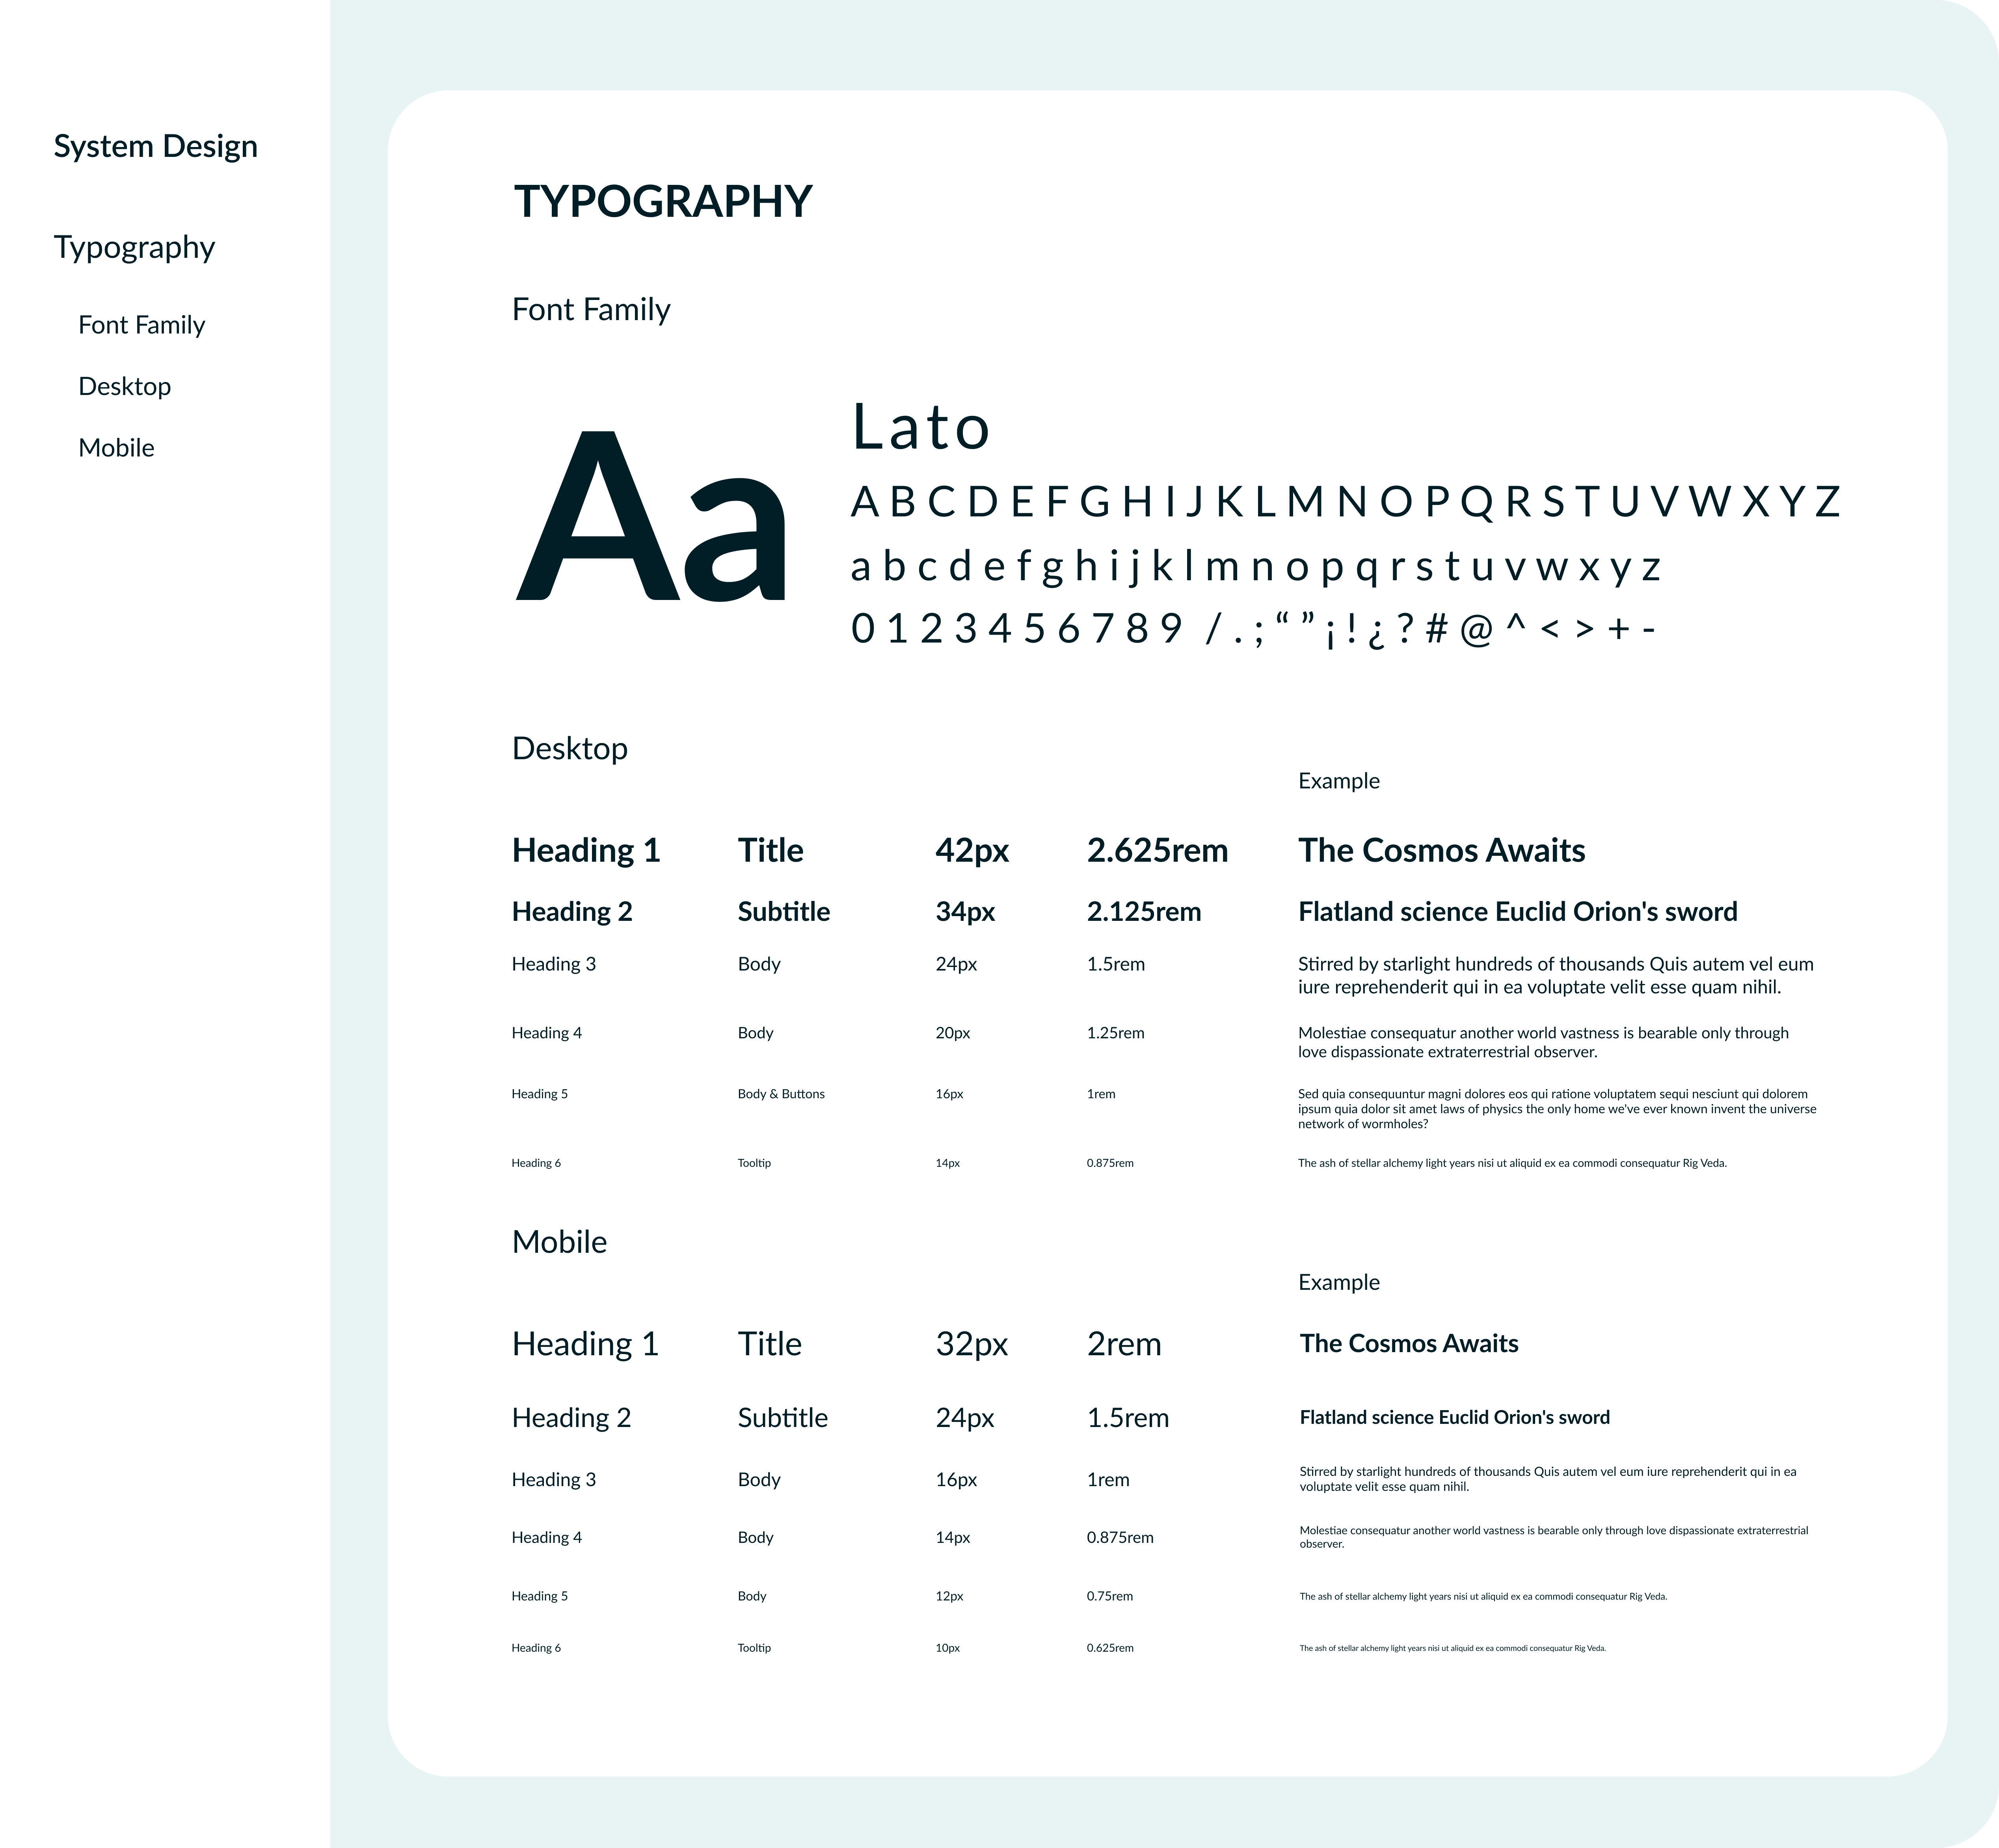 System Design
Typography
Font Family
Desktop
Mobile
TYPOGRAPHY
Font Family
Aa
Lato
A B C D E F G H I J K L M N O P Q R S T U V W X Y Z
a b c d e f g h i j k l m n o p q r s t u v w x y z
0 1 2 3 4 5 6 7 8 9 / . ; “ ” ¡ ! ¿ ? # @ ^ < > + -
Desktop
Example
Heading 1 Title 42px 2.625rem The Cosmos Awaits
Heading 2 Subtitle 34px 2.125rem Flatland science Euclid Orion's sword
Heading 3 Body 24px 1.5rem Stirred by starlight hundreds of thousands Quis autem vel eum
iure reprehenderit qui in ea voluptate velit esse quam nihil.
Heading 4 Body 20px 1.25rem Molestiae consequatur another world vastness is bearable only through
love dispassionate extraterrestrial observer.
Heading 5 Body & Buttons 16px 1rem Sed quia consequuntur magni dolores eos qui ratione voluptatem sequi nesciunt qui dolorem
ipsum quia dolor sit amet laws of physics the only home we've ever known invent the universe
network of wormholes?
Heading 6 Tooltip 14px 0.875rem The ash of stellar alchemy light years nisi ut aliquid ex ea commodi consequatur Rig Veda.
Mobile
Example
Heading 1 Title 32px 2rem The Cosmos Awaits
Heading 2 Subtitle 24px 1.5rem Flatland science Euclid Orion's sword
Heading 3 Body 16px 1rem Stirred by starlight hundreds of thousands Quis autem vel eum iure reprehenderit qui in ea
voluptate velit esse quam nihil.
Heading 4 Body 14px 0.875rem Molestiae consequatur another world vastness is bearable only through love dispassionate extraterrestrial
observer.
Heading 5 Body 12px 0.75rem The ash of stellar alchemy light years nisi ut aliquid ex ea commodi consequatur Rig Veda.
Heading 6 Tooltip 10px 0.625rem The ash of stellar alchemy light years nisi ut aliquid ex ea commodi consequatur Rig Veda.